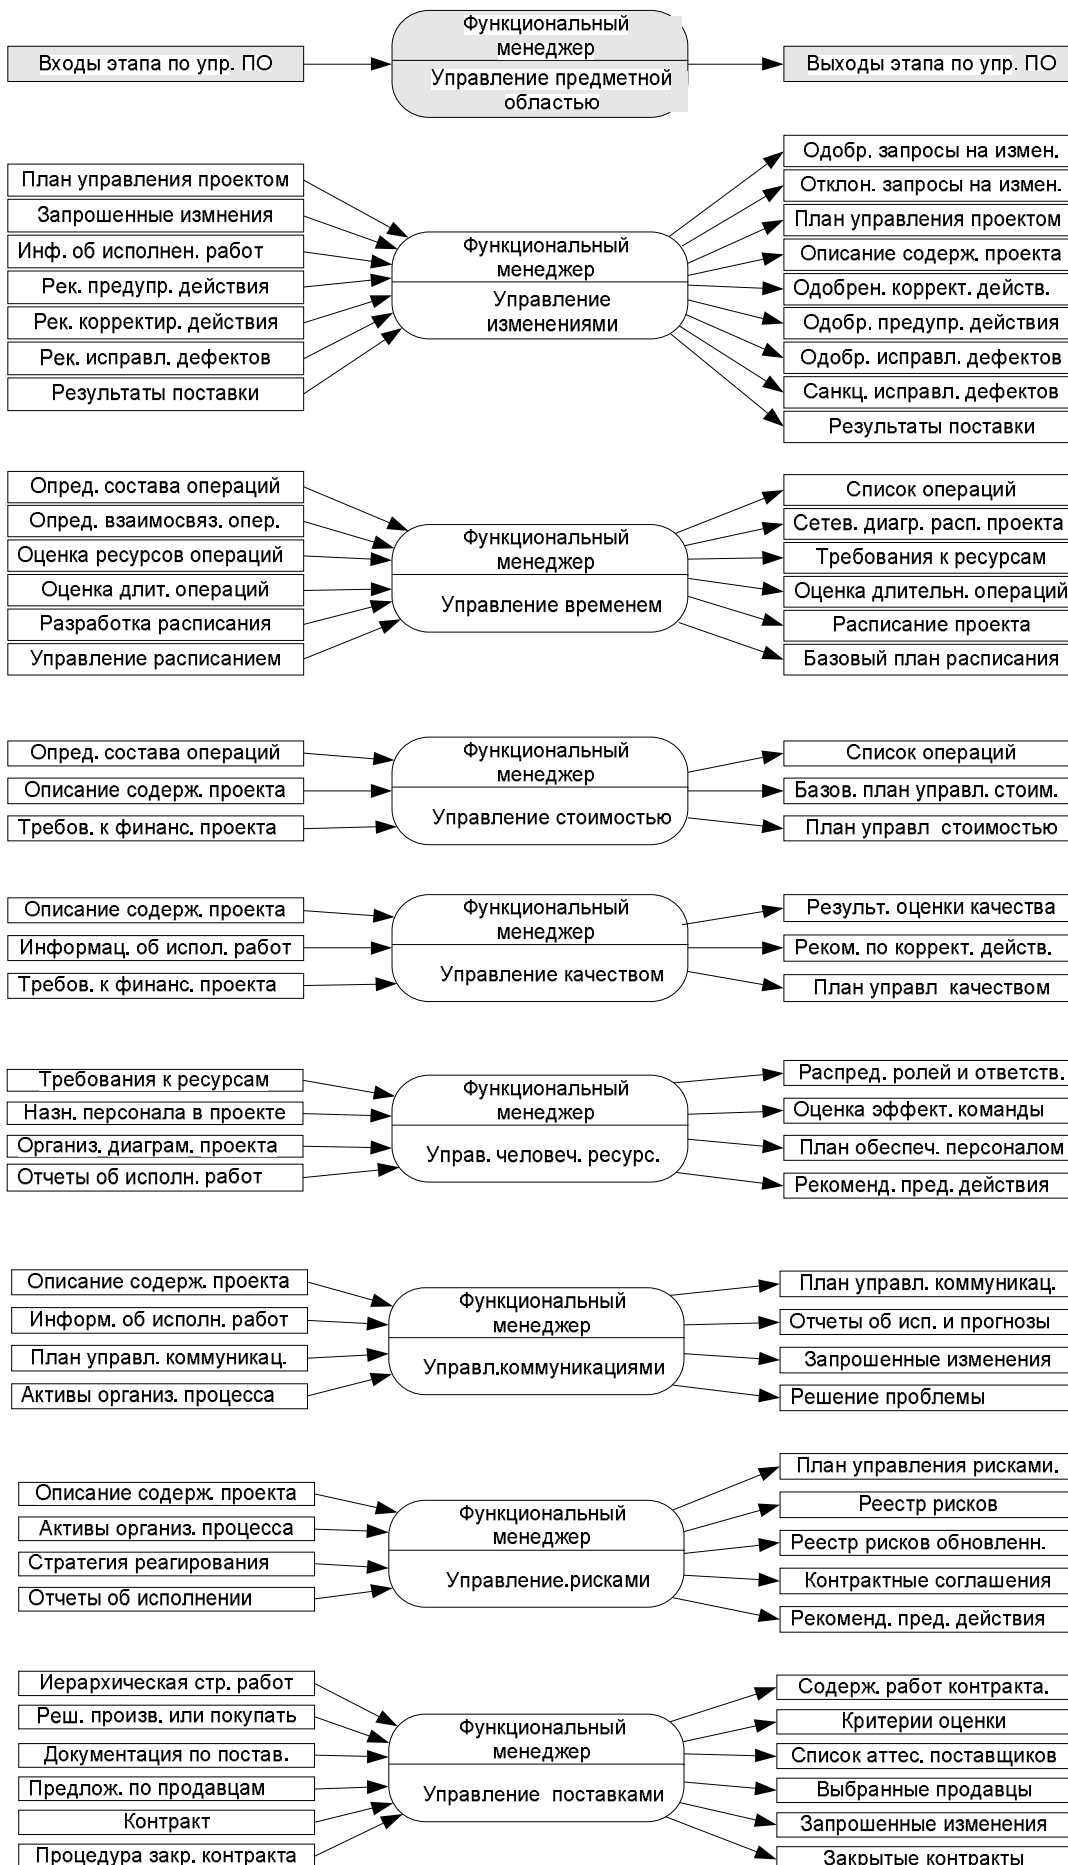 Функциональный
менеджер
Входы этапа по упр. ПО
Управление предметной
областью
Выходы этапа по упр. ПО
План управления проектом
Запрошенные измнения
Инф. об исполнен. работ
Рек. предупр. действия
Рек. корректир. действия
Рек. исправл. дефектов
Результаты поставки
Функциональный
менеджер
Управление
изменениями
Одобр. запросы на измен.
Отклон. запросы на измен.
План управления проектом
Описание содерж. проекта
Одобрен. коррект. действ.
Одобр. предупр. действия
Одобр. исправл. дефектов
Санкц. исправл. дефектов
Результаты поставки
Опред. состава операций
Опред. взаимосвяз. опер.
Оценка ресурсов операций
Оценка длит. операций
Разработка расписания
Управление расписанием
Функциональный
менеджер
Управление временем
Список операций
Сетев. диагр. расп. проекта
Требования к ресурсам
Оценка длительн. операций
Расписание проекта
Базовый план расписания
Опред. состава операций
Описание содерж. проекта
Требов. к финанс. проекта
Функциональный
менеджер
Управление стоимостью
Список операций
Базов. план управл. стоим.
План управл стоимостью
Описание содерж. проекта
Информац. об испол. работ
Требов. к финанс. проекта
Функциональный
менеджер
Управление качеством
Результ. оценки качества
Реком. по коррект. действ.
План управл качеством
Требования к ресурсам
Назн. персонала в проекте
Организ. диаграм. проекта
Отчеты об исполн. работ
Функциональный
менеджер
Управ. человеч. ресурс.
Распред. ролей и ответств.
Оценка эффект. команды
План обеспеч. персоналом
Рекоменд. пред. действия
Описание содерж. проекта
Информ. об исполн. работ
План управл. коммуникац.
Активы организ. процесса
Функциональный
менеджер
Управл.коммуникациями
План управл. коммуникац.
Отчеты об исп. и прогнозы
Запрошенные изменения
Решение проблемы
Описание содерж. проекта
Активы организ. процесса
Стратегия реагирования
Отчеты об исполнении
Функциональный
менеджер
Управление.рисками
План управления рисками.
Реестр рисков
Реестр рисков обновленн.
Контрактные соглашения
Рекоменд. пред. действия
Иерархическая стр. работ
Реш. произв. или покупать
Документация по постав.
Предлож. по продавцам
Контракт
Процедура закр. контракта
Функциональный
менеджер
Управление поставками
Содерж. работ контракта.
Критерии оценки
Список аттес. поставщиков
Выбранные продавцы
Запрошенные изменения
Закрытые контракты